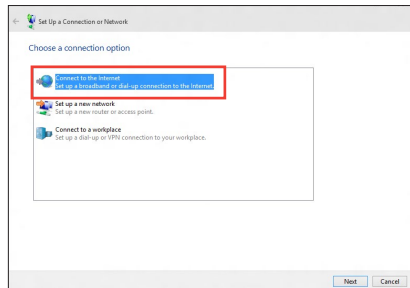 Set Up a Connection or Network
Choose a connection option
Connect to the Internet
Set up a broadband or dial-up connection to the Internet.
Set up a new network
Set up a new router or access point.
Connect to a workplace
Set up a dial-up or VPN connection to your workplace.
Next Cancel